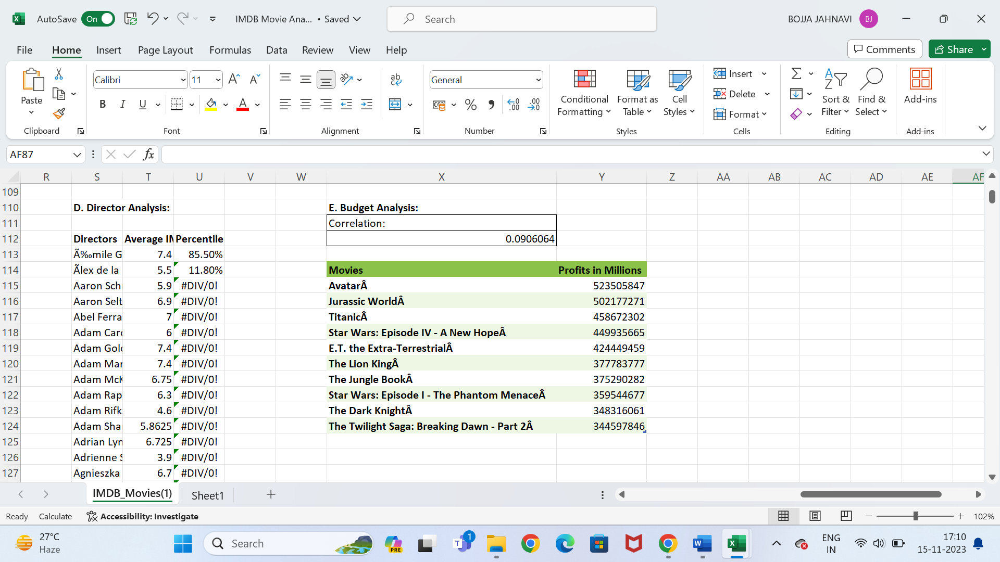 AutoSave On IMDB Movie Ana... • Saved Search BOJJA JAHNAVI BJ
File Home Insert Page Layout Formulas Data Review View Help Comments Share
Paste Calibri 11 General Conditional Formatting Format as Table Cell Styles Insert Delete Format Sort & Filter Find & Select Add-ins
Clipboard Font Alignment Number Styles Cells Editing Add-ins
AF87 fx
R S T U V W X Y Z AA AB AC AD AE AF
109
110 D. Director Analysis: E. Budget Analysis:
111 Correlation:
112 Directors Average IM Percentile 0.0906064
113 Ã‰mile G 7.4 85.50%
114 Ãlex de la 5.5 11.80% Movies Profits in Millions
115 Aaron Sch 5.9 #DIV/0! AvatarÂ 523505847
116 Aaron Selt 6.9 #DIV/0! Jurassic WorldÂ 502177271
117 Abel Ferra 7 #DIV/0! TitanicÂ 458672302
118 Adam Caro 6 #DIV/0! Star Wars: Episode IV - A New HopeÂ 449935665
119 Adam Gold 7.4 #DIV/0! E.T. the Extra-TerrestrialÂ 424449459
120 Adam Mar 7.4 #DIV/0! The Lion KingÂ 377783777
121 Adam McK 6.75 #DIV/0! The Jungle BookÂ 375290282
122 Adam Rap 6.3 #DIV/0! Star Wars: Episode I - The Phantom MenaceÂ 359544677
123 Adam Rifk 4.6 #DIV/0! The Dark KnightÂ 348316061
124 Adam Sha 5.8625 #DIV/0! The Twilight Saga: Breaking Dawn - Part 2Â 344597846
125 Adrian Lyn 6.725 #DIV/0!
126 Adrienne S 3.9 #DIV/0!
127 Agnieszka 6.7 #DIV/0!
IMDB_Movies(1) Sheet1
Ready Calculate Accessibility: Investigate 102%
27°C Haze Search PRE 1 ENG IN 17:10 15-11-2023